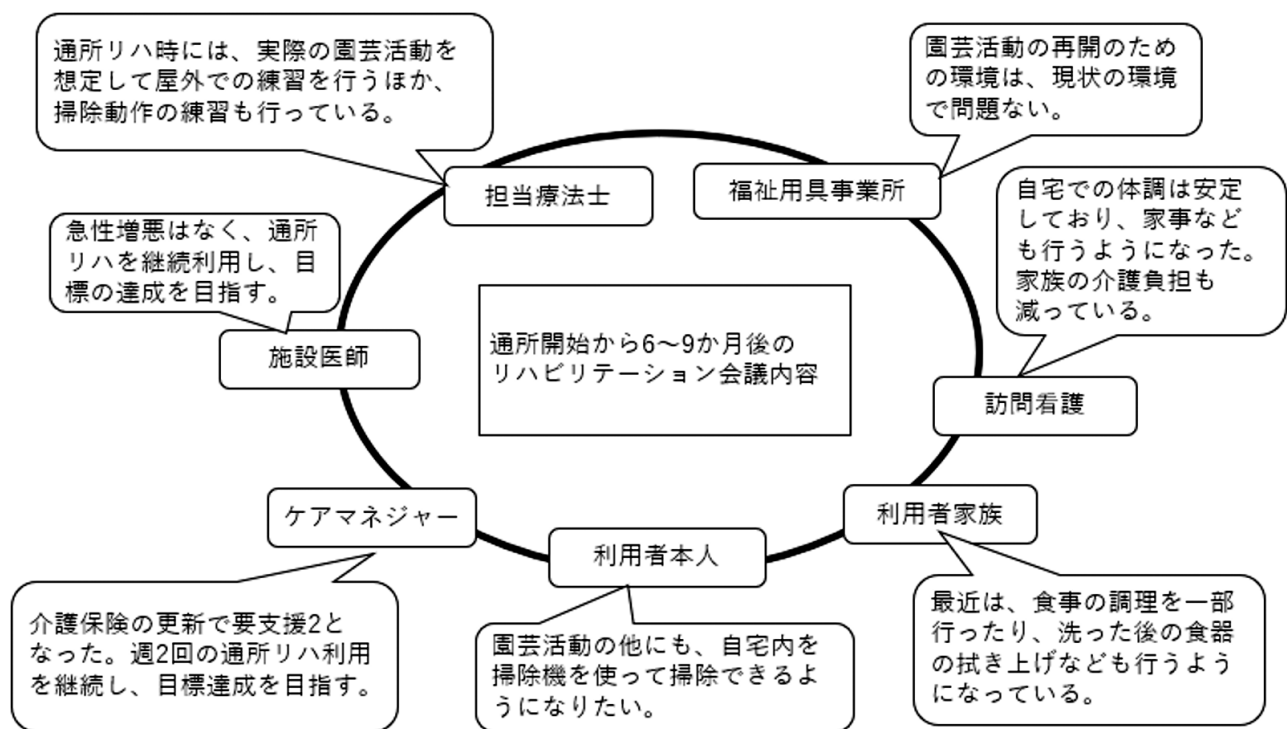 通所リハ時には、実際の園芸活動を
想定して屋外での練習を行うほか、
掃除動作の練習も行っている。
担当療法士
園芸活動の再開のため
の環境は、現状の環境
で問題ない。
福祉用具事業所
急性増悪はなく、通所
リハを継続利用し、目
標の達成を目指す。
施設医師
自宅での体調は安定
しており、家事など
も行うようになった。
家族の介護負担も
減っている。
訪問看護
通所開始から6～9か月後の
リハビリテーション会議内容
ケアマネジャー
介護保険の更新で要支援2と
なった。週2回の通所リハ利用
を継続し、目標達成を目指す。
利用者本人
園芸活動の他にも、自宅内を
掃除機を使って掃除できるよ
うになりたい。
利用者家族
最近は、食事の調理を一部
行ったり、洗った後の食器
の拭き上げなども行うよう
になっている。